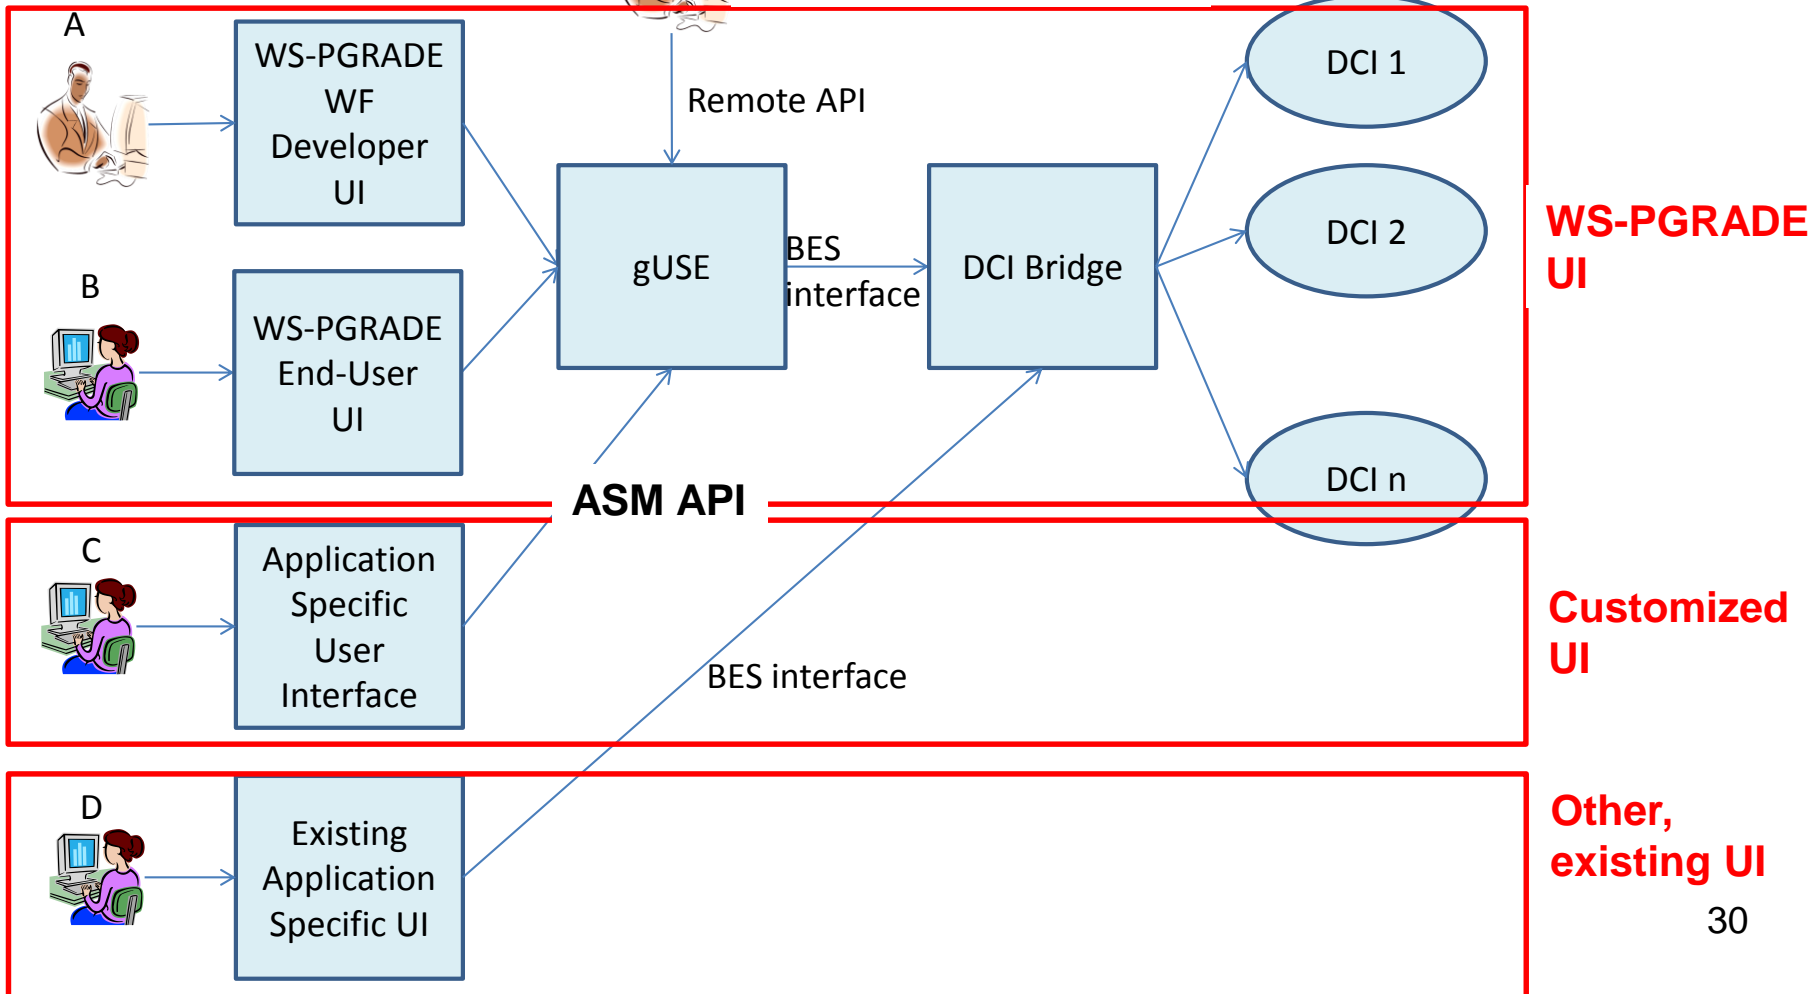 A
WS-PGRADE
WF
Developer
UI
Remote API
DCI 1
gUSE
BES
interface
DCI Bridge
DCI 2
WS-PGRADE
UI
B
WS-PGRADE
End-User
UI
DCI n
ASM API
C
Application
Specific
User
Interface
BES interface
Customized
UI
D
Existing
Application
Specific UI
Other,
existing UI
30